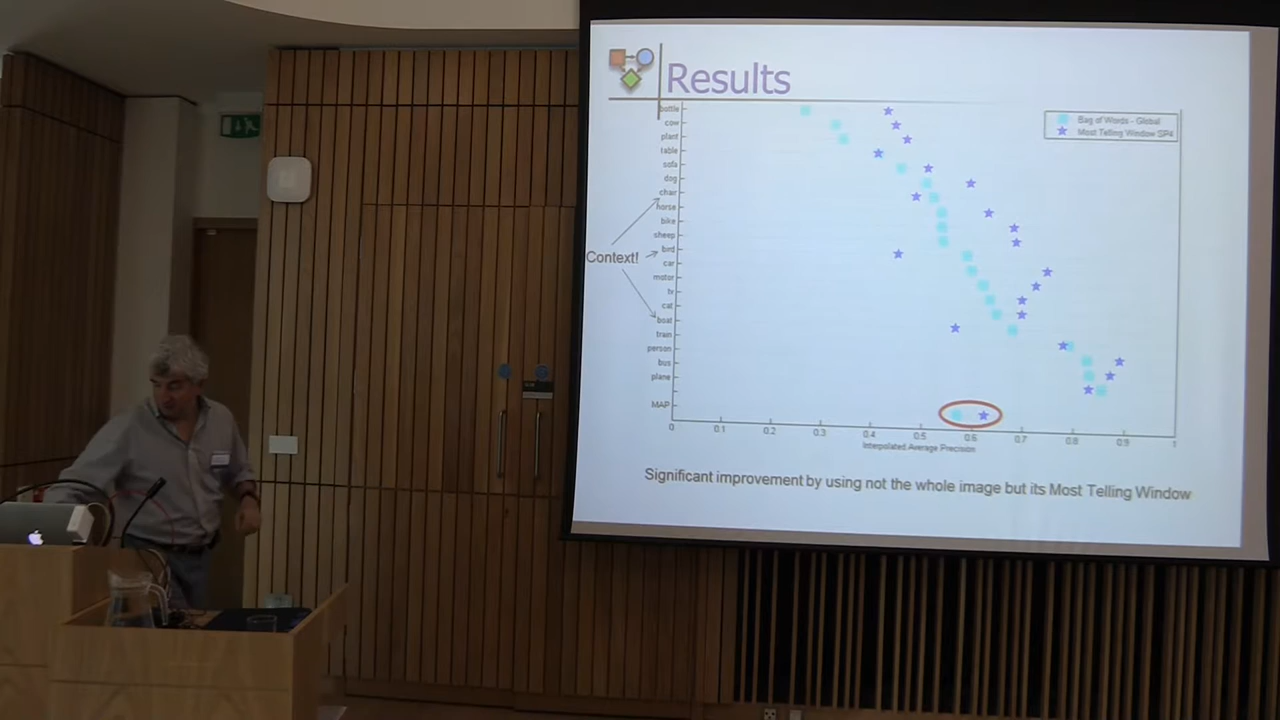 Results
Bag of Words - Global
Most Telling Window SP4
bottle
cow
plant
table
sofa
dog
chair
horse
bike
sheep
bird
car
motor
tv
cat
boat
train
person
bus
plane
MAP
Context!
0 0.1 0.2 0.3 0.4 0.5 0.6 0.7 0.8 0.9 1
Interpolated Average Precision
Significant improvement by using not the whole image but its Most Telling Window